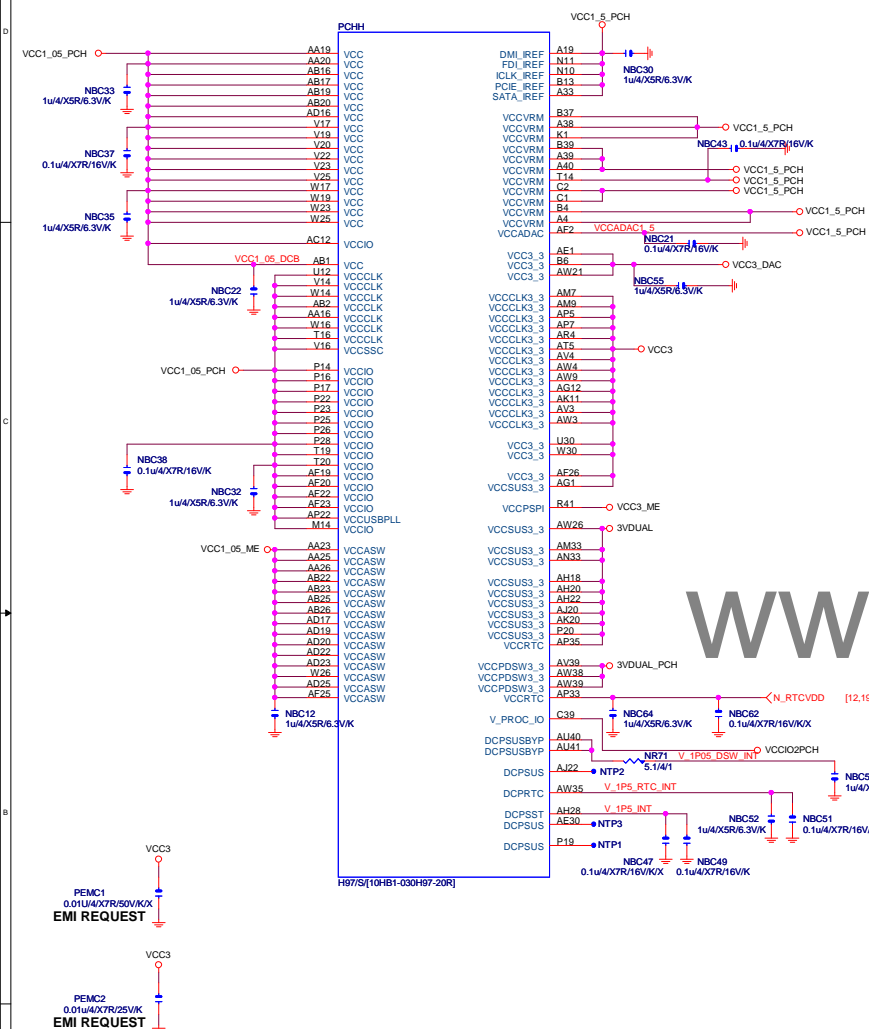 D
C
B
PCHH
VCC1_05_PCH
AA19 VCC
AA20 VCC
AB16 VCC
AB17 VCC
AB19 VCC
AB20 VCC
AD16 VCC
V17 VCC
V19 VCC
V20 VCC
V22 VCC
V23 VCC
V25 VCC
W17 VCC
W19 VCC
W23 VCC
W25 VCC
AC12 VCCIO
VCC1_05_DCB AB1 VCC
U12 VCCCLK
V14 VCCCLK
W14 VCCCLK
AB2 VCCCLK
AA16 VCCCLK
W16 VCCCLK
T16 VCCCLK
V16 VCCSSC
VCC1_05_PCH
P14 VCCIO
P16 VCCIO
P17 VCCIO
P22 VCCIO
P23 VCCIO
P25 VCCIO
P26 VCCIO
P28 VCCIO
T19 VCCIO
T20 VCCIO
AF19 VCCIO
AF20 VCCIO
AF22 VCCIO
AF23 VCCIO
AP22 VCCUSBPLL
M14 VCCIO
VCC1_05_ME
AA23 VCCASW
AA25 VCCASW
AA26 VCCASW
AB22 VCCASW
AB23 VCCASW
AB25 VCCASW
AB26 VCCASW
AD17 VCCASW
AD19 VCCASW
AD20 VCCASW
AD22 VCCASW
AD23 VCCASW
W26 VCCASW
AD25 VCCASW
AF25 VCCASW
NBC33
1u/4/X5R/6.3V/K
NBC37
0.1u/4/X7R/16V/K
NBC35
1u/4/X5R/6.3V/K
NBC22
1u/4/X5R/6.3V/K
NBC38
0.1u/4/X7R/16V/K
NBC32
1u/4/X5R/6.3V/K
NBC12
1u/4/X5R/6.3V/K
VCC1_5_PCH
DMI_IREF A19
FDI_IREF N11
ICLK_IREF N10
PCIE_IREF B13
SATA_IREF A33
NBC30
1u/4/X5R/6.3V/K
VCCVRM B37
VCCVRM A38
VCCVRM K1
VCCVRM B39
VCCVRM A39
VCCVRM A40
VCCVRM T14
VCCVRM C2
VCCVRM C1
VCCVRM B4
VCCVRM A4
VCCADAC AF2 VCCADAC1_5
VCC1_5_PCH
NBC43 0.1u/4/X7R/16V/K
VCC1_5_PCH
VCC1_5_PCH
VCC1_5_PCH
VCC1_5_PCH
VCC1_5_PCH
NBC21
0.1u/4/X7R/16V/K
VCC3_3 AE1
VCC3_3 B6
VCC3_3 AW21
VCC3_DAC
NBC55
1u/4/X5R/6.3V/K
VCCCLK3_3 AM7
VCCCLK3_3 AM9
VCCCLK3_3 AP5
VCCCLK3_3 AP7
VCCCLK3_3 AR4
VCCCLK3_3 AT5
VCCCLK3_3 AV4
VCCCLK3_3 AW4
VCCCLK3_3 AW9
VCCCLK3_3 AG12
VCCCLK3_3 AK11
VCCCLK3_3 AV3
VCCCLK3_3 AW3
VCC3
VCC3_3 U30
VCC3_3 W30
VCC3_3 AF26
VCCSUS3_3 AG1
VCCPSPI R41 VCC3_ME
VCCSUS3_3 AW26 3VDUAL
VCCSUS3_3 AM33
VCCSUS3_3 AN33
VCCSUS3_3 AH18
VCCSUS3_3 AH20
VCCSUS3_3 AH22
VCCSUS3_3 AJ20
VCCSUS3_3 AK20
VCCSUS3_3 P20
VCCRTC AP35
VCCPDSW3_3 AV39 3VDUAL_PCH
VCCPDSW3_3 AW38
VCCPDSW3_3 AW39
VCCRTC AP33 N_RTCVDD [12,19
V_PROC_IO C39
NBC64
1u/4/X5R/6.3V/K
NBC62
0.1u/4/X7R/16V/K/X
VCCIO2PCH
DCPSUSBYP AU40
DCPSUSBYP AU41
NR71 V_1P05_DSW_INT
5.1/4/1
DCPSUS AJ22 NTP2
NBC5
1u/4/X
DCPRTC AW35 V_1P5_RTC_INT
DCPSST AH28 V_1P5_INT
DCPSUS AE30 NTP3
DCPSUS P19 NTP1
NBC52
1u/4/X5R/6.3V/K
NBC51
0.1u/4/X7R/16V/
NBC47
0.1u/4/X7R/16V/K/X
NBC49
0.1u/4/X7R/16V/K
H97/S/[10HB1-030H97-20R]
VCC3
PEMC1
0.01U/4/X7R/50V/K/X
EMI REQUEST
VCC3
PEMC2
0.01u/4/X7R/25V/K
EMI REQUEST
WW